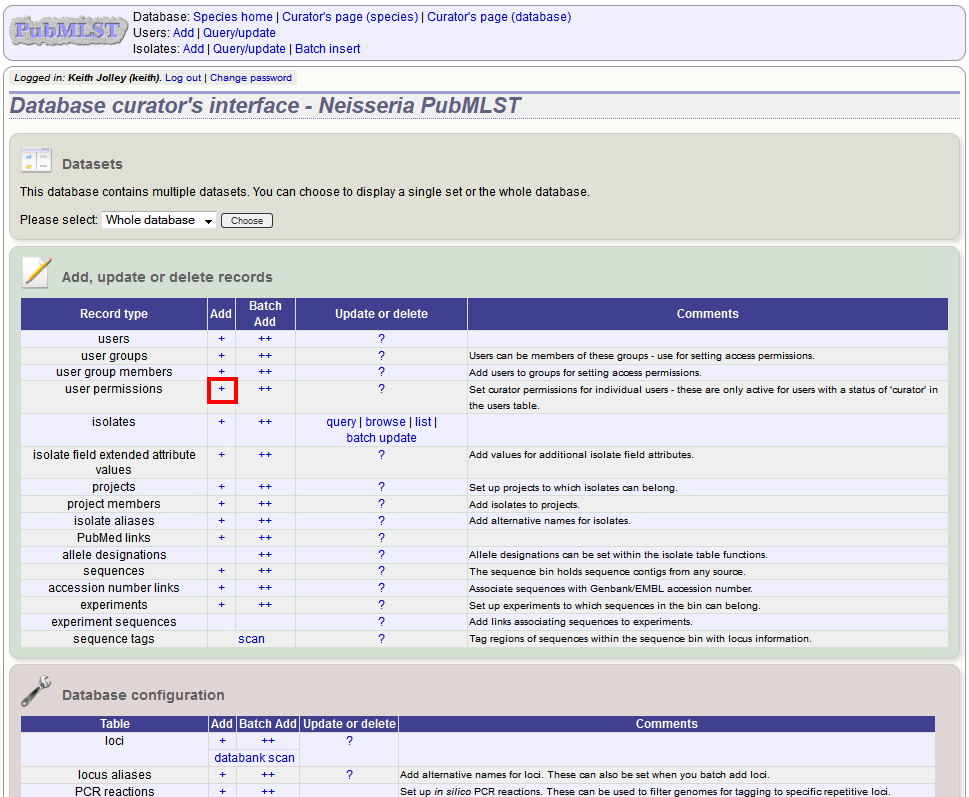 PubMLST
Database: Species home | Curator's page (species) | Curator's page (database)
Users: Add | Query/update
Isolates: Add | Query/update | Batch insert
Logged in: Keith Jolley (keith). Log out | Change password
Database curator's interface - Neisseria PubMLST
Datasets
This database contains multiple datasets. You can choose to display a single set or the whole database.
Please select: Whole database Choose
Add, update or delete records
Record type Add Batch Add Update or delete Comments
users + ++ ?
user groups + ++ ? Users can be members of these groups - use for setting access permissions.
user group members + ++ ? Add users to groups for setting access permissions.
user permissions + ++ ? Set curator permissions for individual users - these are only active for users with a status of 'curator' in
the users table.
isolates + ++ query | browse | list |
batch update
isolate field extended attribute + ++ ? Add values for additional isolate field attributes.
values
projects + ++ ? Set up projects to which isolates can belong.
project members + ++ ? Add isolates to projects.
isolate aliases + ++ ? Add alternative names for isolates.
PubMed links + ++ ?
allele designations ++ ? Allele designations can be set within the isolate table functions.
sequences + ++ ? The sequence bin holds sequence contigs from any source.
accession number links + ++ ? Associate sequences with Genbank/EMBL accession number.
experiments + ++ ? Set up experiments to which sequences in the bin can belong.
experiment sequences ? Add links associating sequences to experiments.
sequence tags scan ? Tag regions of sequences within the sequence bin with locus information.
Database configuration
Table Add Batch Add Update or delete Comments
loci + ++ ?
databank scan
locus aliases + ++ ? Add alternative names for loci. These can also be set when you batch add loci.
PCR reactions + ++ ? Set up in silico PCR reactions. These can be used to filter genomes for tagging to specific repetitive loci.